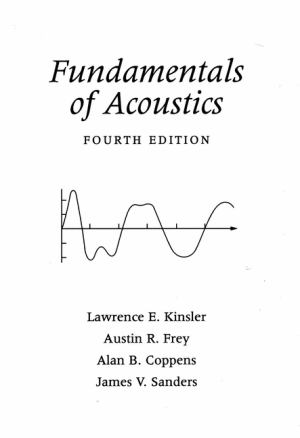 Fundamentals
of Acoustics
FOURTH EDITION
Lawrence E. Kinsler
Austin R. Frey
Alan B. Coppens
James V. Sanders